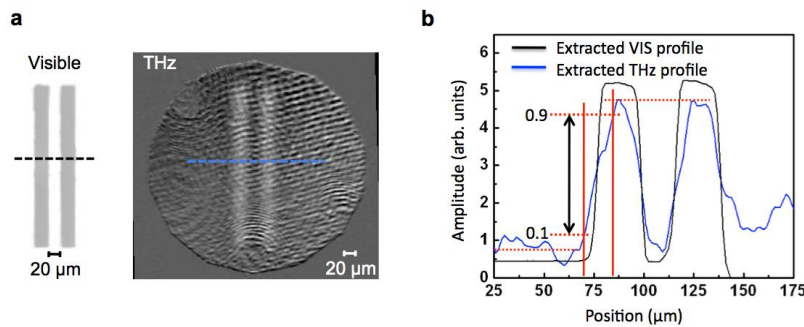 a
Visible
20 μm
THz
20 μm
b
Extracted VIS profile
Extracted THz profile
Amplitude (arb. units)
6
5
4
3
2
1
0
0.9
0.1
25 50 75 100 125 150 175
Position (μm)